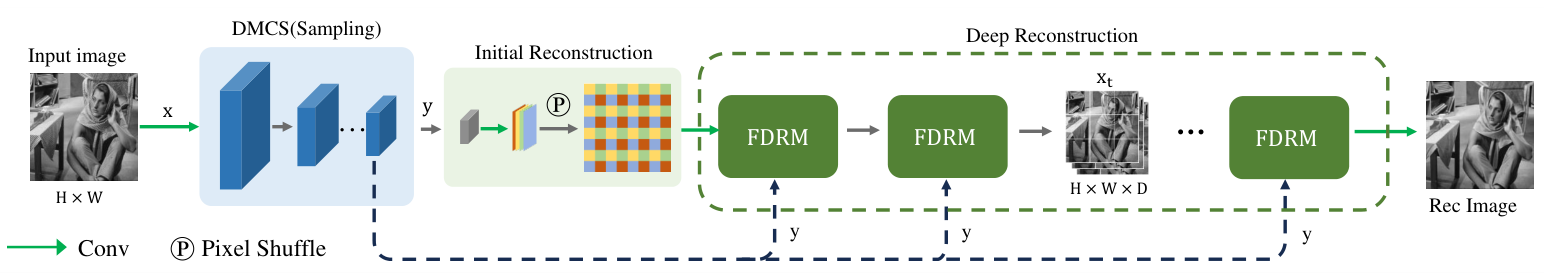 DMCS(Sampling)
Input image
Initial Reconstruction
Deep Reconstruction
x
y
Ⓟ
FDRM
FDRM
x_t
...
FDRM
H × W
H × W × D
Rec Image
y
y
y
Conv
Ⓟ Pixel Shuffle